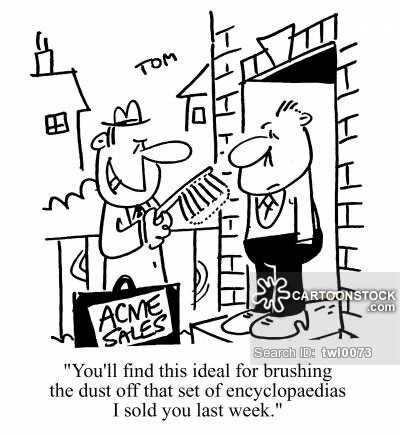 TOM
ACME
SALES
CARTOONSTOCK
.com
Search ID: twl0073
"You'll find this ideal for brushing
the dust off that set of encyclopaedias
I sold you last week."